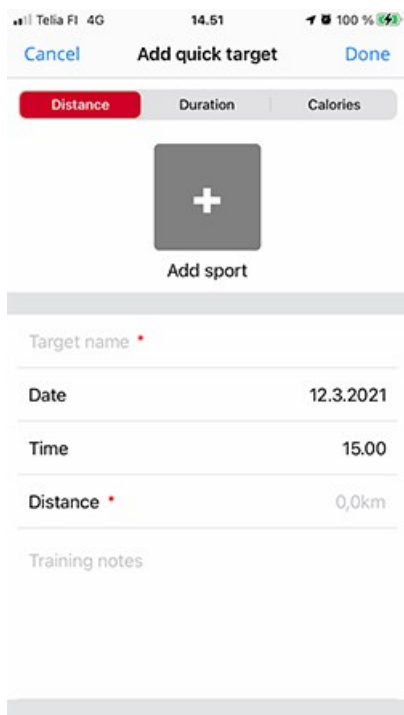 Telia FI 4G 14.51 100 %
Cancel Add quick target Done
Distance Duration Calories
Add sport
Target name *
Date 12.3.2021
Time 15.00
Distance * 0,0km
Training notes